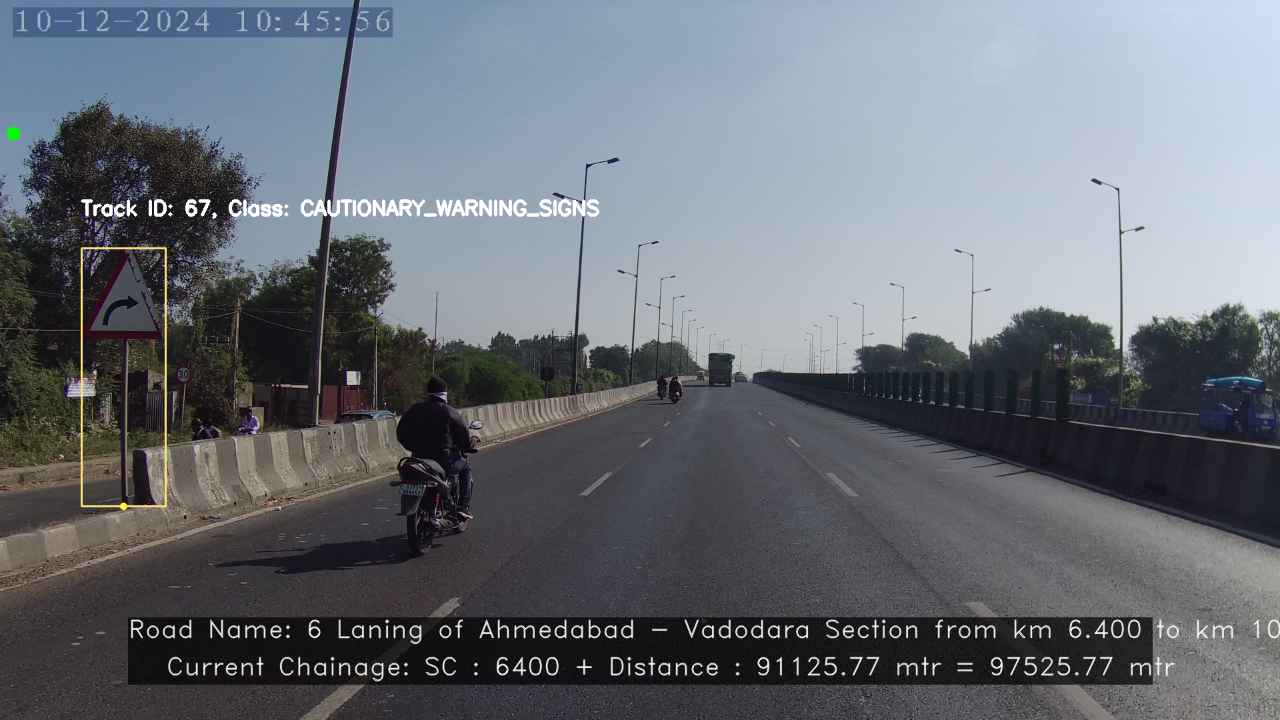 10-12-2024 10:45:56
Track ID: 67, Class: CAUTIONARY_WARNING_SIGNS
Road Name: 6 Laning of Ahmedabad - Vadodara Section from km 6.400 to km 10
Current Chainage: SC : 6400 + Distance : 91125.77 mtr = 97525.77 mtr